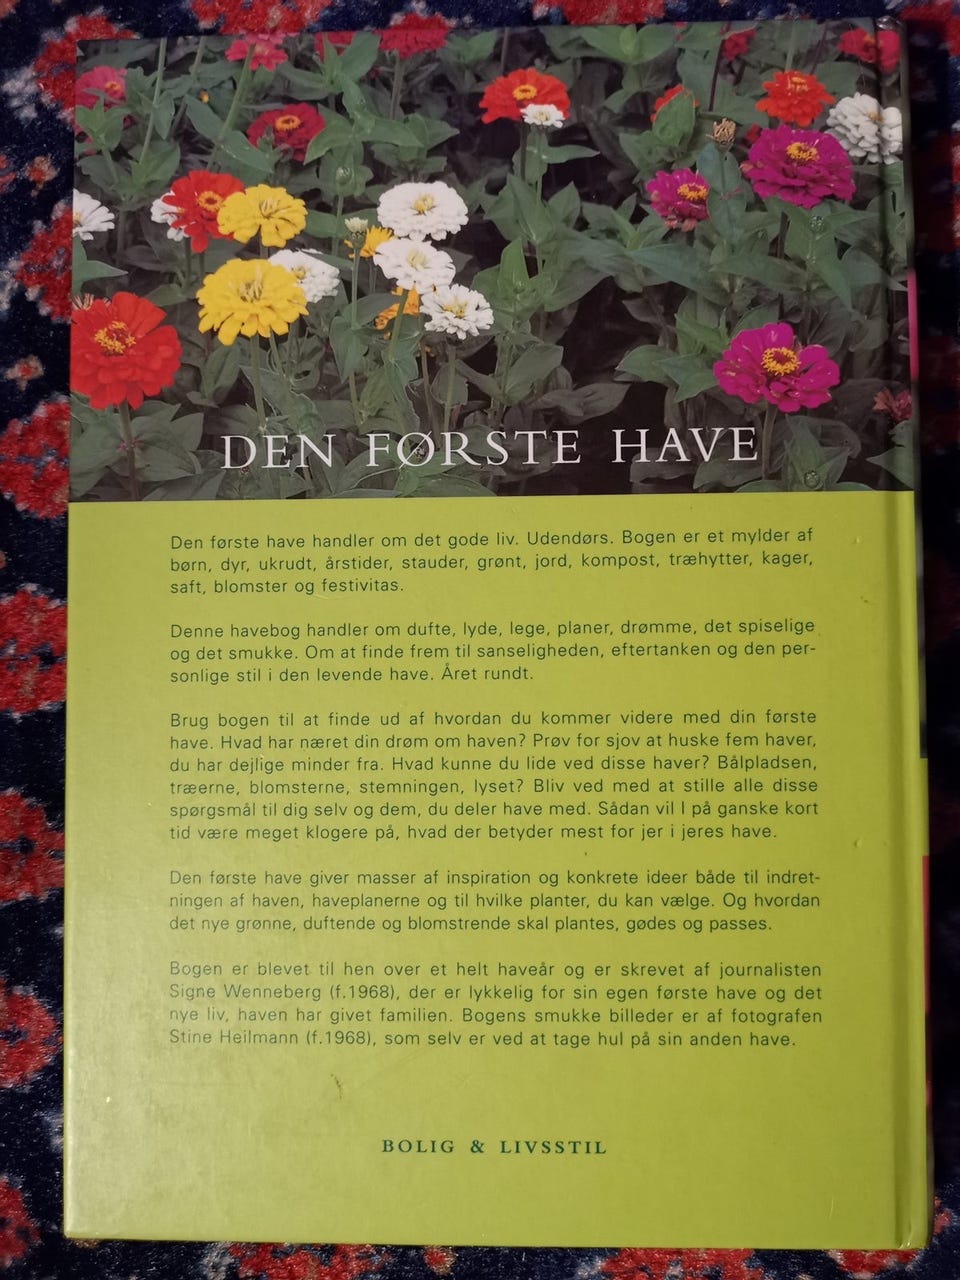 DEN FØRSTE HAVE
Den første have handler om det gode liv. Udendørs. Bogen er et mylder af
børn, dyr, ukrudt, årstider, stauder, grønt, jord, kompost, træhytter, kager,
saft, blomster og festivitas.
Denne havebog handler om dufte, lyde, lege, planer, drømme, det spiselige
og det smukke. Om at finde frem til sanseligheden, eftertanken og den per-
sonlige stil i den levende have. Året rundt.
Brug bogen til at finde ud af hvordan du kommer videre med din første
have. Hvad har næret din drøm om haven? Prøv for sjov at huske fem haver,
du har dejlige minder fra. Hvad kunne du lide ved disse haver? Bålpladsen,
træerne, blomsterne, stemningen, lyset? Bliv ved med at stille alle disse
spørgsmål til dig selv og dem, du deler have med. Sådan vil I på ganske kort
tid være meget klogere på, hvad der betyder mest for jer i jeres have.
Den første have giver masser af inspiration og konkrete ideer både til indret-
ningen af haven, haveplanerne og til hvilke planter, du kan vælge. Og hvordan
det nye grønne, duftende og blomstrende skal plantes, gødes og passes.
Bogen er blevet til hen over et helt haveår og er skrevet af journalisten
Signe Wenneberg (f.1968), der er lykkelig for sin egen første have og det
nye liv, haven har givet familien. Bogens smukke billeder er af fotografen
Stine Heilmann (f.1968), som selv er ved at tage hul på sin anden have.
BOLIG & LIVSSTIL